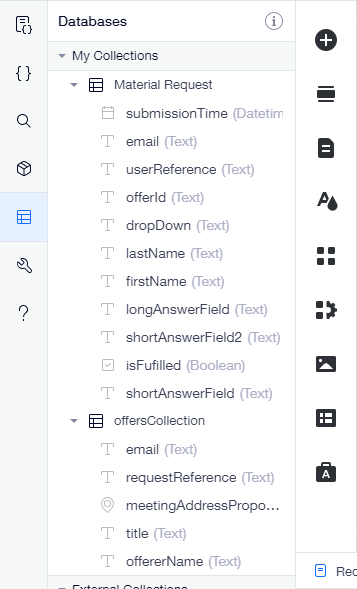 Databases
My Collections
Material Request
submissionTime (Datetim
email (Text)
userReference (Text)
offerId (Text)
dropDown (Text)
lastName (Text)
firstName (Text)
longAnswerField (Text)
shortAnswerField2 (Text)
isFufilled (Boolean)
shortAnswerField (Text)
offersCollection
email (Text)
requestReference (Text)
meetingAddressPropo...
title (Text)
offererName (Text)
External Collections
Rec